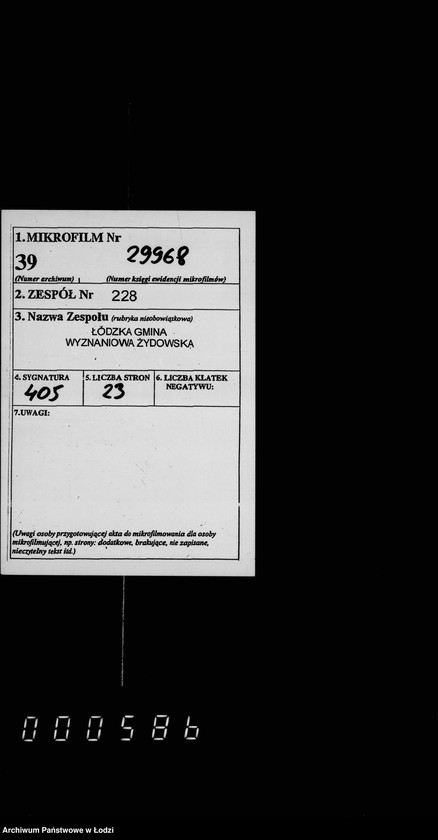 1. MIKROFILM Nr
39 29968
(Numer archiwum) (Numer księgi ewidencji mikrofilmów)
2. ZESPÓŁ Nr 228
3. Nazwa Zespołu (rubryka nieobowiązkowa)
ŁÓDZKA GMINA
WYZNANIOWA ŻYDOWSKA
4. SYGNATURA 5. LICZBA STRON 6. LICZBA KLATEK
NEGATYWU:
405 23
7. UWAGI:
(Uwagi osoby przygotowującej akta do mikrofilmowania dla osoby
mikrofilmującej, np. strony: dodatkowe, brakujące, nie zapisane,
nieczytelny tekst itd.)
000586
Archiwum Państwowe w Łodzi